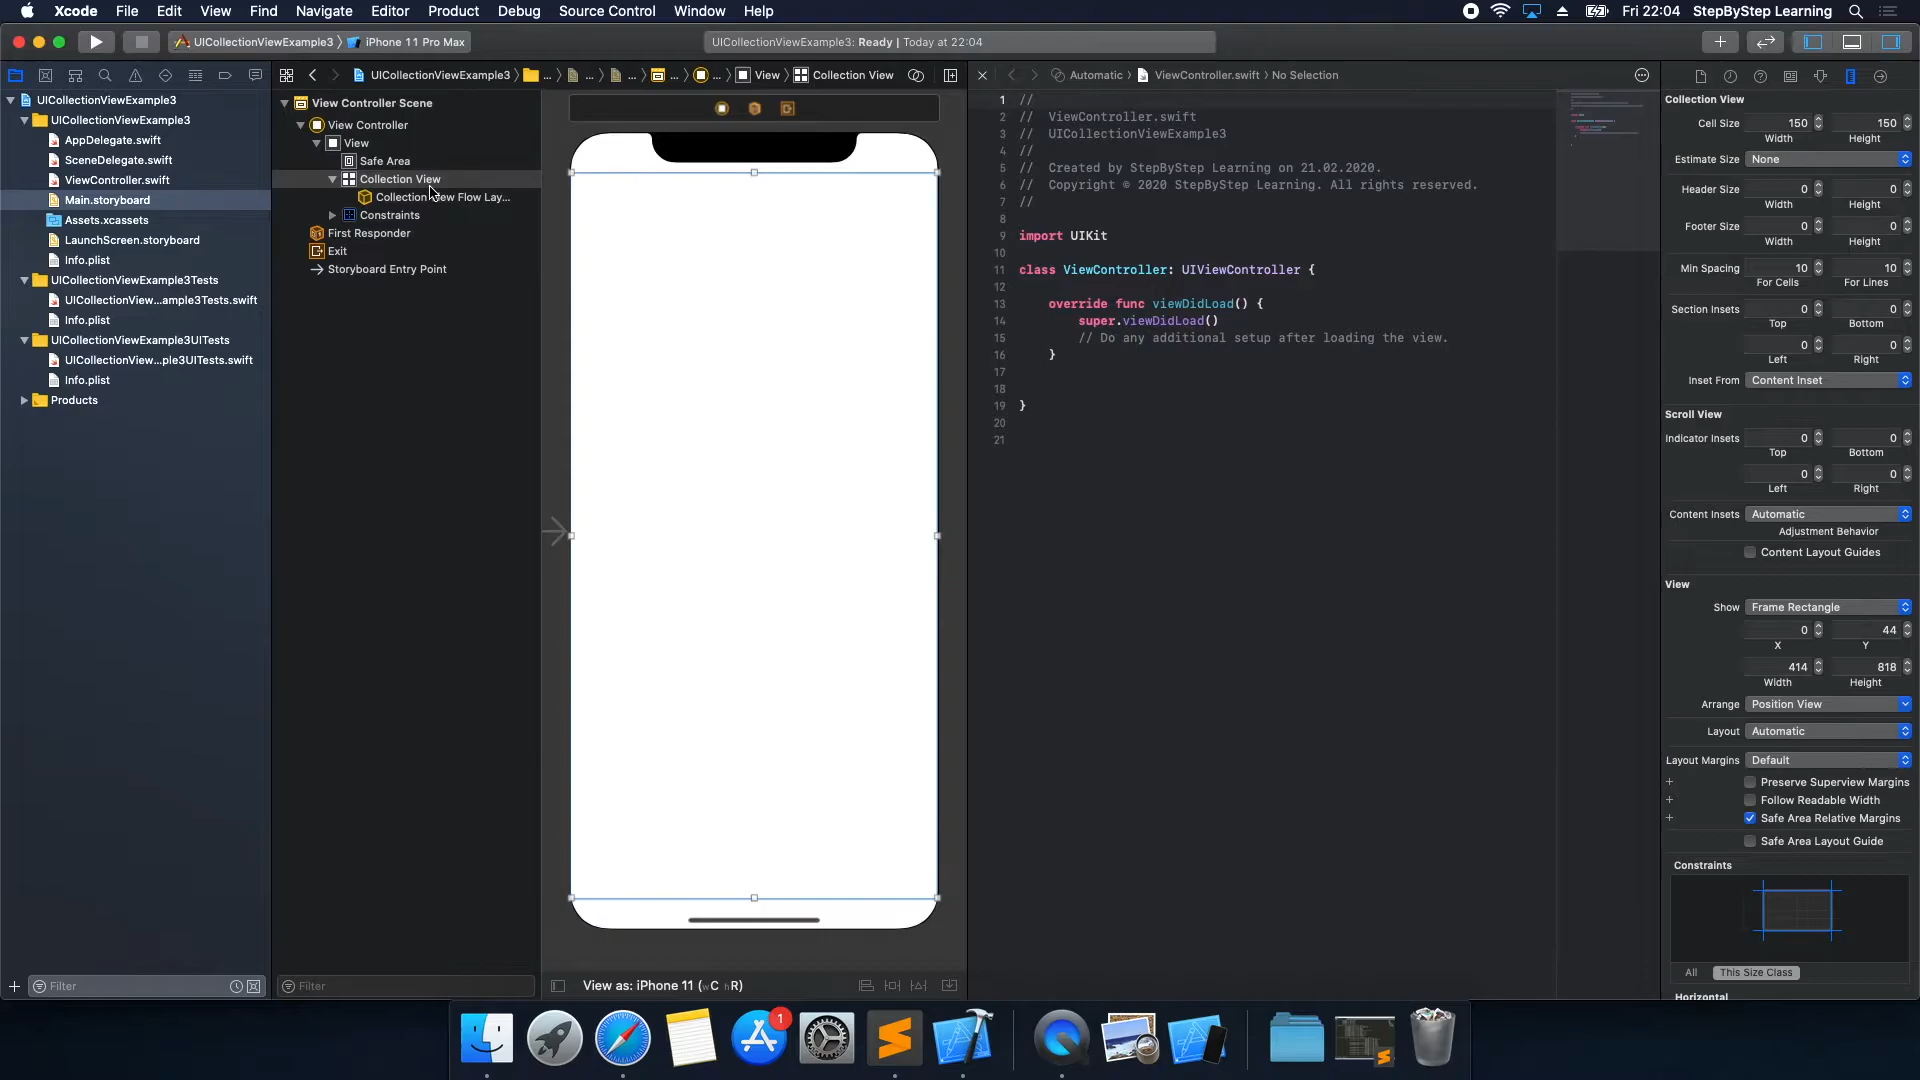 Xcode File Edit View Find Navigate Editor Product Debug Source Control Window Help Fri 22:04 StepByStep Learning
UICollectionViewExample3 iPhone 11 Pro Max UICollectionViewExample3: Ready | Today at 22:04
UICollectionViewExample3
UICollectionViewExample3
AppDelegate.swift
SceneDelegate.swift
ViewController.swift
Main.storyboard
Assets.xcassets
LaunchScreen.storyboard
Info.plist
UICollectionViewExample3Tests
UICollectionView...ample3Tests.swift
Info.plist
UICollectionViewExample3UITests
UICollectionView...ple3UITests.swift
Info.plist
Products
Filter
UICollectionViewExample3 ... ... ... ... ... View Collection View
View Controller Scene
View Controller
View
Safe Area
Collection View
Collection View Flow Lay...
Constraints
First Responder
Exit
Storyboard Entry Point
Filter
View as: iPhone 11 (wC hR)
Automatic ViewController.swift No Selection
1 //
2 // ViewController.swift
3 // UICollectionViewExample3
4 //
5 // Created by StepByStep Learning on 21.02.2020.
6 // Copyright © 2020 StepByStep Learning. All rights reserved.
7 //
8
9 import UIKit
10
11 class ViewController: UIViewController {
12
13 override func viewDidLoad() {
14 super.viewDidLoad()
15 // Do any additional setup after loading the view.
16 }
17
18
19 }
20
21
Collection View
Cell Size 150 150
Width Height
Estimate Size None
Header Size 0 0
Width Height
Footer Size 0 0
Width Height
Min Spacing 10 10
For Cells For Lines
Section Insets 0 0
Top Bottom
0 0
Left Right
Inset From Content Inset
Scroll View
Indicator Insets 0 0
Top Bottom
0 0
Left Right
Content Insets Automatic
Adjustment Behavior
Content Layout Guides
View
Show Frame Rectangle
0 44
X Y
414 818
Width Height
Arrange Position View
Layout Automatic
Layout Margins Default
+ Preserve Superview Margins
+ Follow Readable Width
+ Safe Area Relative Margins
Safe Area Layout Guide
Constraints
All This Size Class
Horizontal
1